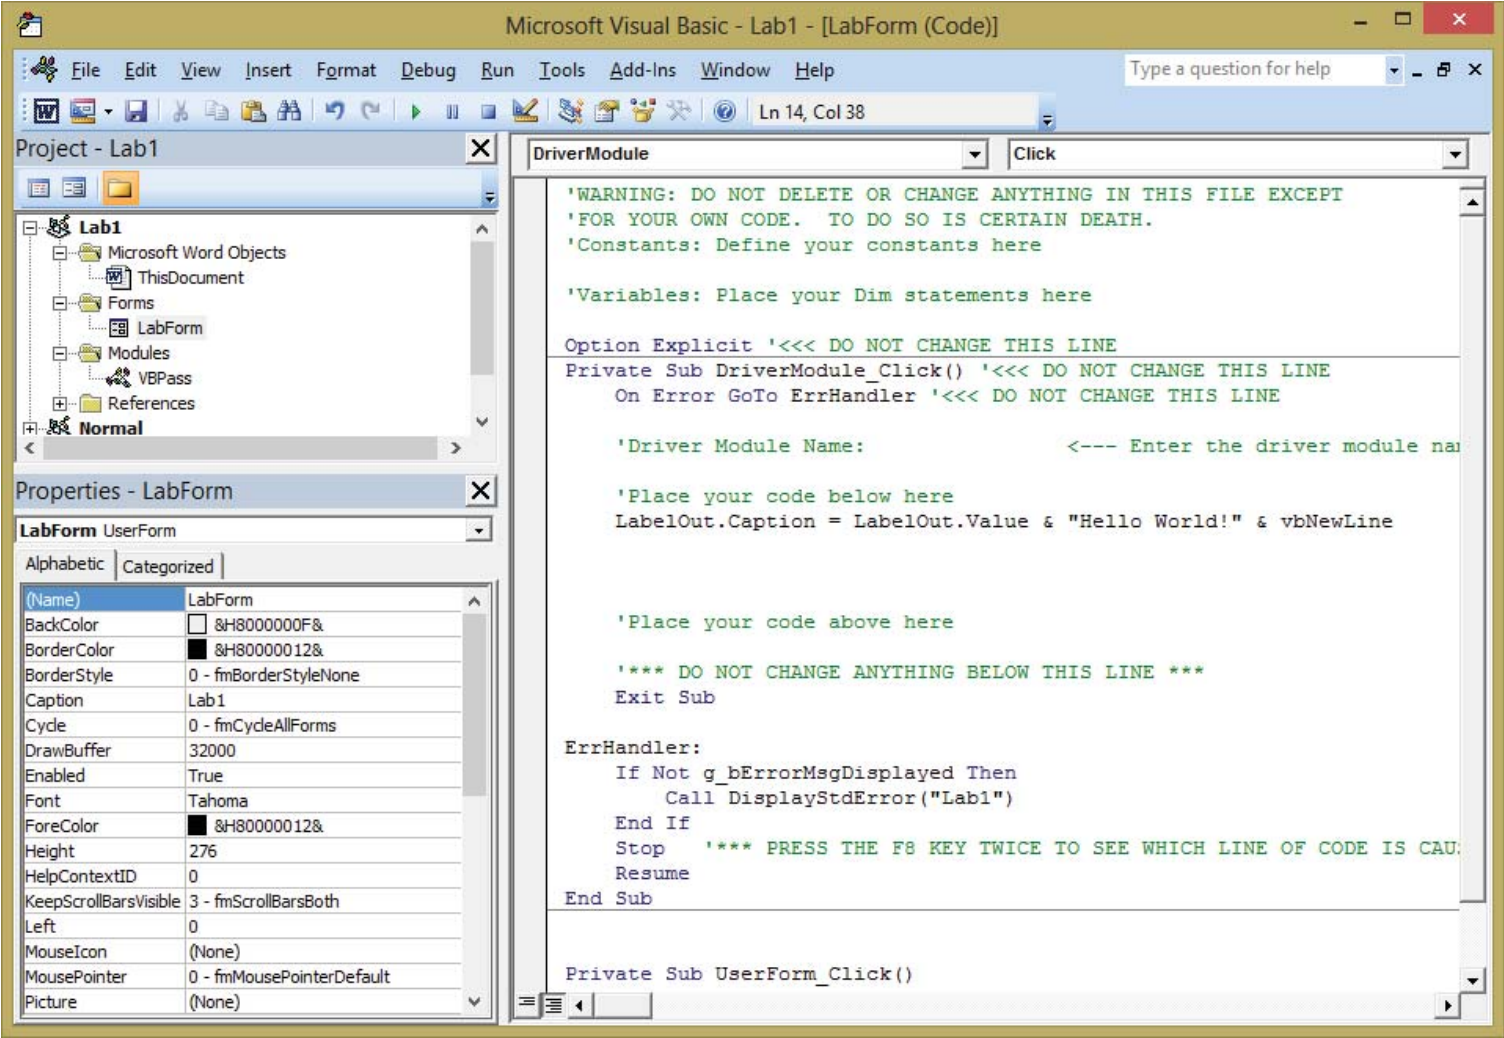 Microsoft Visual Basic - Lab1 - [LabForm (Code)]
File Edit View Insert Format Debug Run Tools Add-Ins Window Help
Type a question for help
Ln 14, Col 38
Project - Lab1
Lab1
Microsoft Word Objects
ThisDocument
Forms
LabForm
Modules
VBPass
References
Normal
Properties - LabForm
LabForm UserForm
Alphabetic Categorized
(Name) LabForm
BackColor &H8000000F&
BorderColor &H80000012&
BorderStyle 0 - fmBorderStyleNone
Caption Lab1
Cycle 0 - fmCycleAllForms
DrawBuffer 32000
Enabled True
Font Tahoma
ForeColor &H80000012&
Height 276
HelpContextID 0
KeepScrollBarsVisible 3 - fmScrollBarsBoth
Left 0
MouseIcon (None)
MousePointer 0 - fmMousePointerDefault
Picture (None)
DriverModule Click
'WARNING: DO NOT DELETE OR CHANGE ANYTHING IN THIS FILE EXCEPT
'FOR YOUR OWN CODE.  TO DO SO IS CERTAIN DEATH.
'Constants: Define your constants here
'Variables: Place your Dim statements here
Option Explicit '<<< DO NOT CHANGE THIS LINE
Private Sub DriverModule_Click() '<<< DO NOT CHANGE THIS LINE
On Error GoTo ErrHandler '<<< DO NOT CHANGE THIS LINE
'Driver Module Name: <--- Enter the driver module
'Place your code below here
LabelOut.Caption = LabelOut.Value & "Hello World!" & vbNewLine
'Place your code above here
'*** DO NOT CHANGE ANYTHING BELOW THIS LINE ***
Exit Sub
ErrHandler:
If Not g_bErrorMsgDisplayed Then
Call DisplayStdError("Lab1")
End If
Stop '*** PRESS THE F8 KEY TWICE TO SEE WHICH LINE OF CODE IS
Resume
End Sub
Private Sub UserForm_Click()